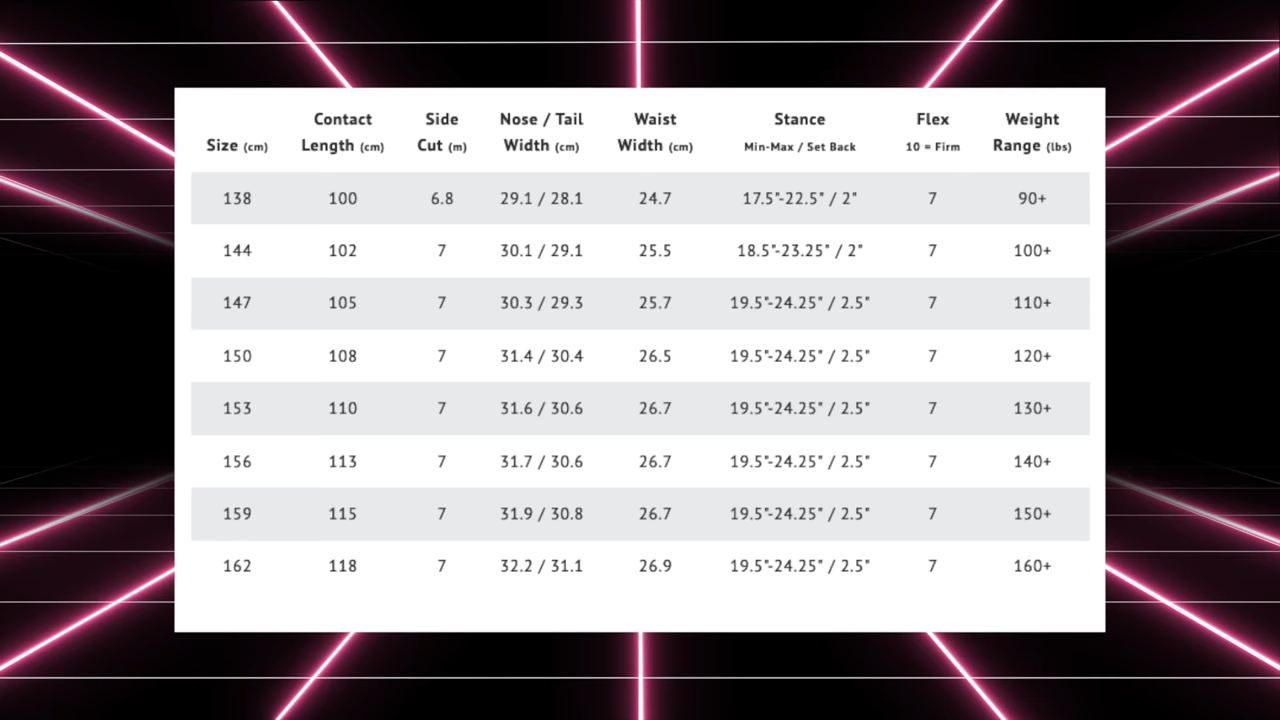 Size (cm) Contact Length (cm) Side Cut (m) Nose / Tail Width (cm) Waist Width (cm) Stance Min-Max / Set Back Flex 10 = Firm Weight Range (lbs)
138 100 6.8 29.1 / 28.1 24.7 17.5"-22.5" / 2" 7 90+
144 102 7 30.1 / 29.1 25.5 18.5"-23.25" / 2" 7 100+
147 105 7 30.3 / 29.3 25.7 19.5"-24.25" / 2.5" 7 110+
150 108 7 31.4 / 30.4 26.5 19.5"-24.25" / 2.5" 7 120+
153 110 7 31.6 / 30.6 26.7 19.5"-24.25" / 2.5" 7 130+
156 113 7 31.7 / 30.6 26.7 19.5"-24.25" / 2.5" 7 140+
159 115 7 31.9 / 30.8 26.7 19.5"-24.25" / 2.5" 7 150+
162 118 7 32.2 / 31.1 26.9 19.5"-24.25" / 2.5" 7 160+